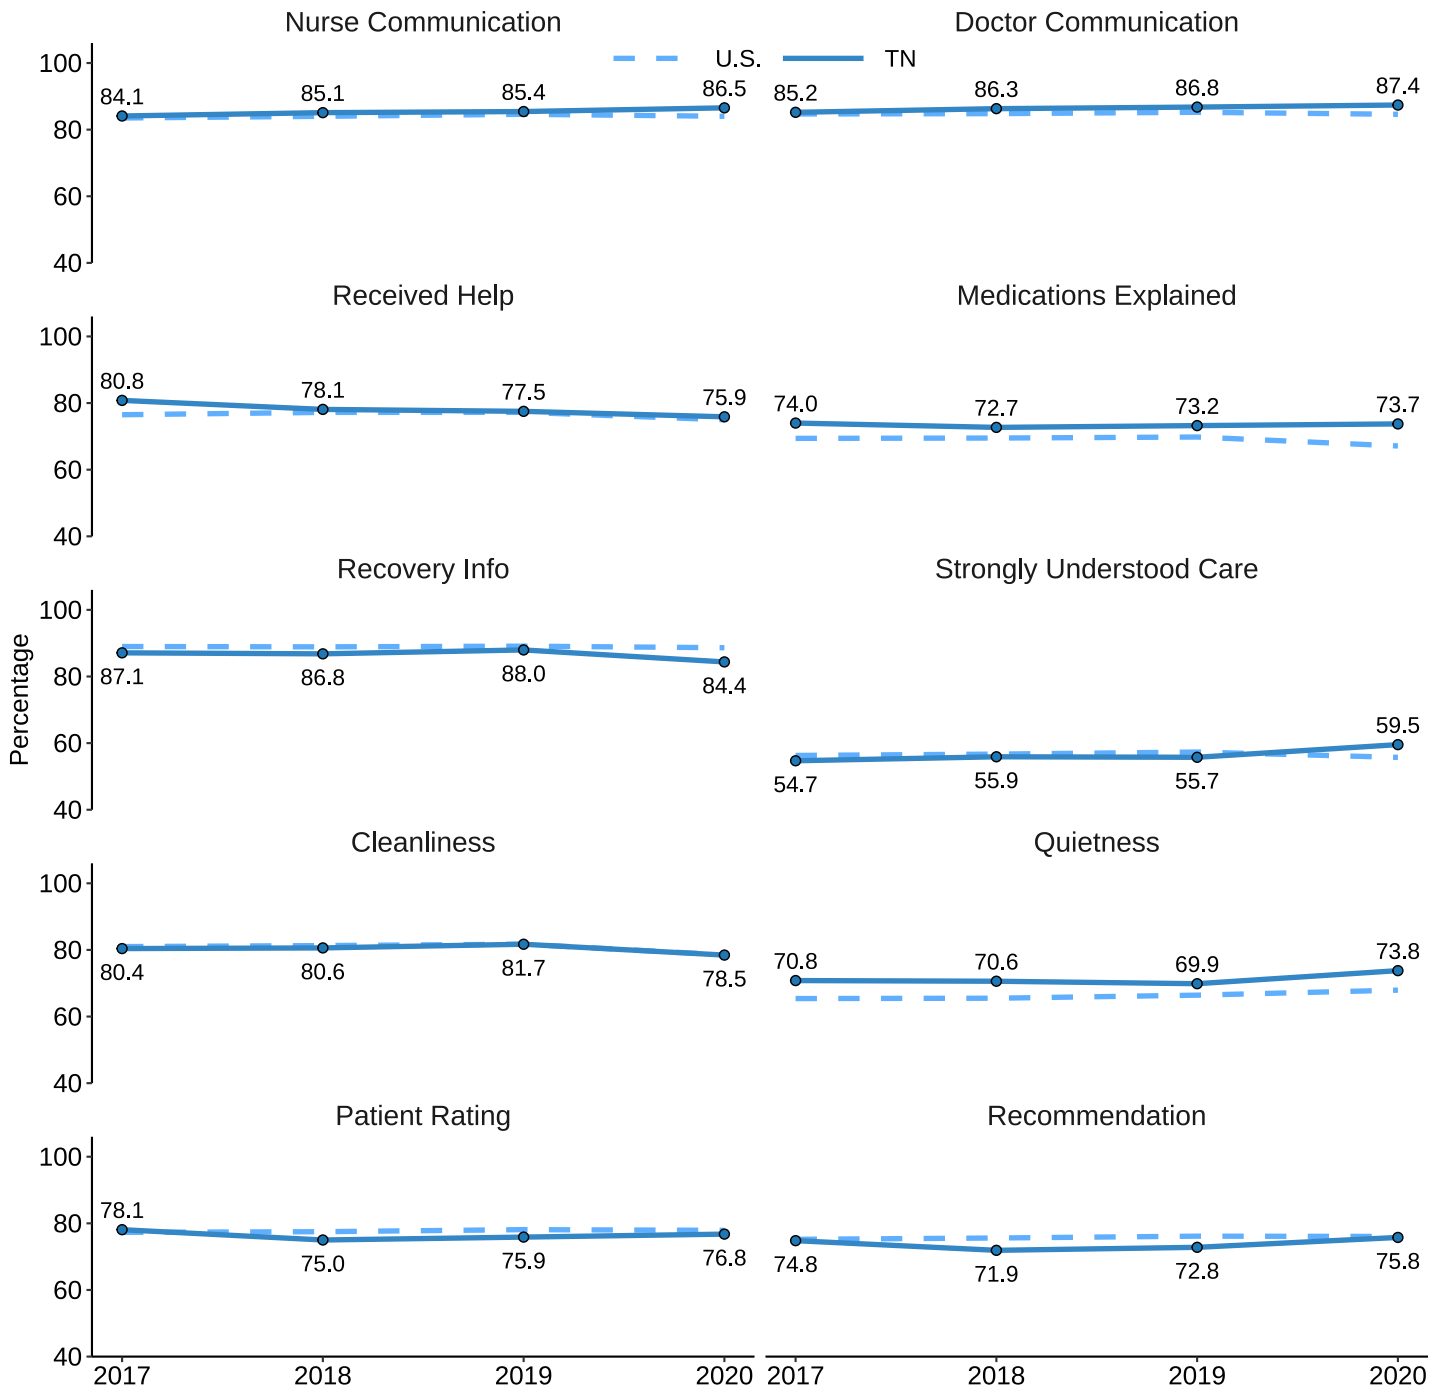 Nurse Communication
Doctor Communication
U.S. TN
100
80
60
40
84.1 85.1 85.4 86.5
85.2 86.3 86.8 87.4
Received Help
Medications Explained
100
80
60
40
80.8 78.1 77.5 75.9
74.0 72.7 73.2 73.7
Recovery Info
Strongly Understood Care
Percentage
100
80
60
40
87.1 86.8 88.0 84.4
54.7 55.9 55.7 59.5
Cleanliness
Quietness
100
80
60
40
80.4 80.6 81.7 78.5
70.8 70.6 69.9 73.8
Patient Rating
Recommendation
100
80
60
40
78.1 75.0 75.9 76.8
74.8 71.9 72.8 75.8
2017 2018 2019 2020
2017 2018 2019 2020